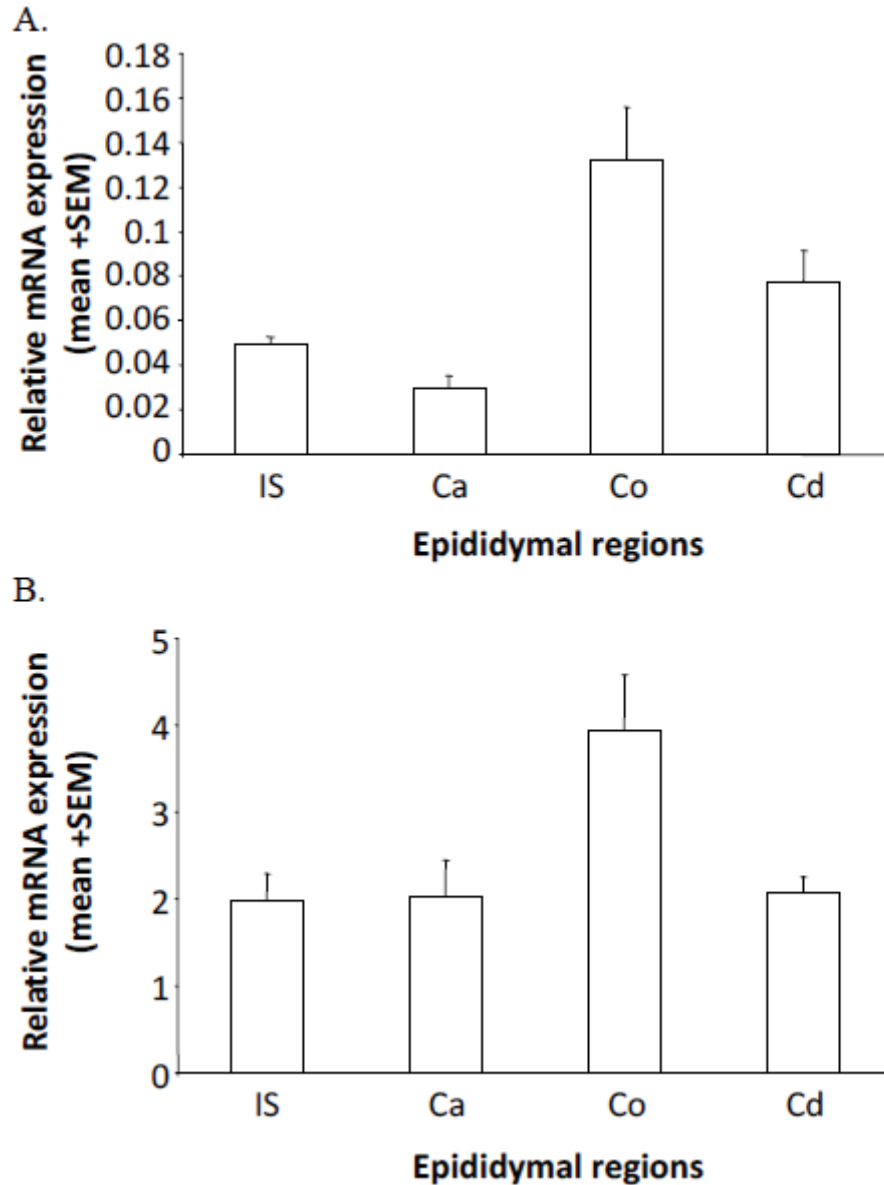 A.
Relative mRNA expression
(mean +SEM)
0.18
0.16
0.14
0.12
0.1
0.08
0.06
0.04
0.02
0
IS Ca Co Cd
Epididymal regions
B.
Relative mRNA expression
(mean +SEM)
5
4
3
2
1
0
IS Ca Co Cd
Epididymal regions